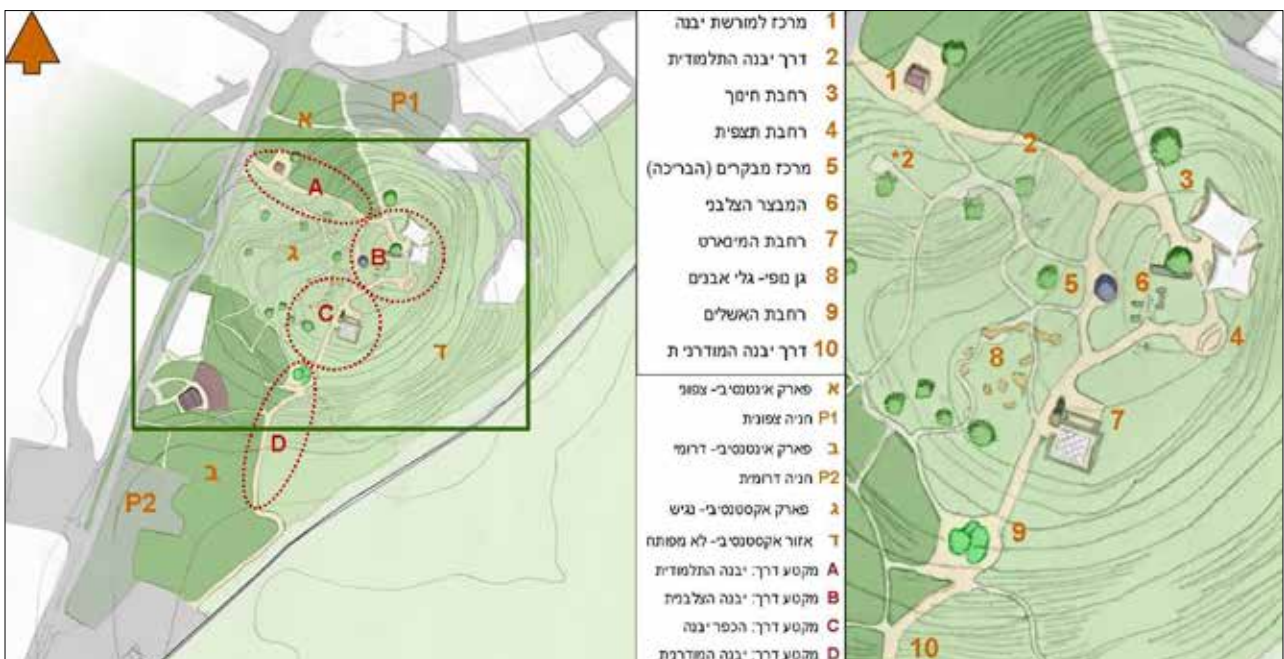 P1
א
A
B
ג
C
ד
D
ב
P2
1 מרכז למורשת יבנה
2 דרך יבנה התלמודית
3 רחבת חינוך
4 רחבת תצפית
5 מרכז מבקרים (הבריכה)
6 המבצר הצלבני
7 רחבת המינארט
8 גן נופי- גלי אבנים
9 רחבת האשלים
10 דרך יבנה המודרנית
א פארק אינטנסיבי- צפוני
P1 חניה צפונית
ב פארק אינטנסיבי- דרומי
P2 חניה דרומית
ג פארק אקסטנסיבי- נגיש
ד אזור אקסטנסיבי- לא מפותח
A מקטע דרך: יבנה התלמודית
B מקטע דרך: יבנה הצלבנית
C מקטע דרך: הכפר יבנה
D מקטע דרך: יבנה המודרנית
1
2
*2
3
5
6
4
8
7
9
10